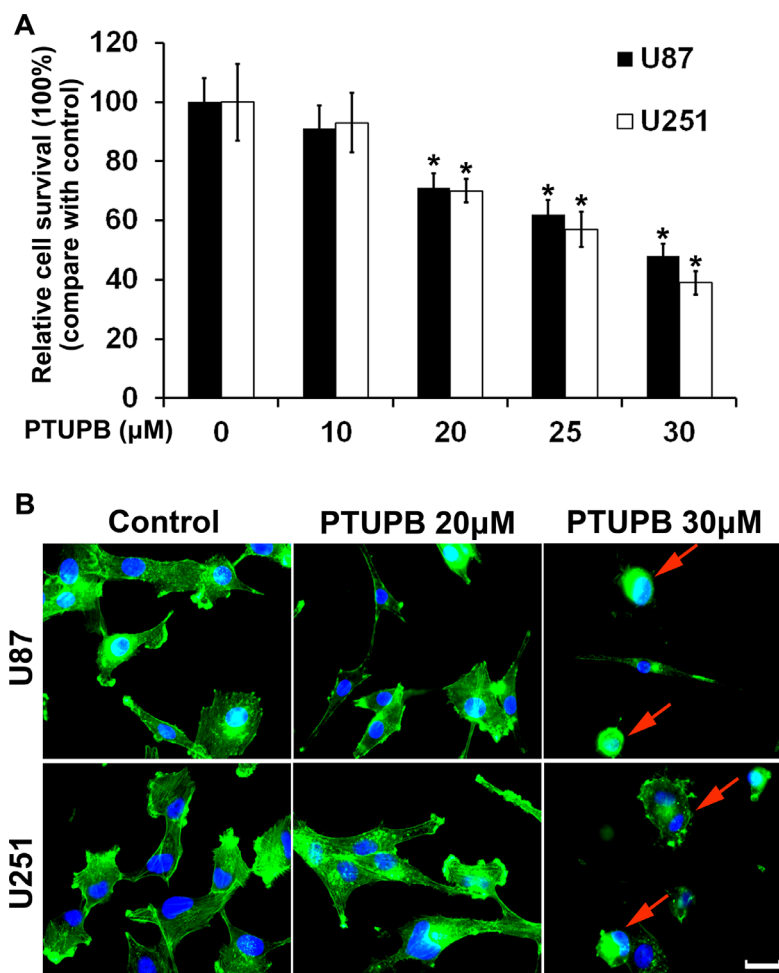 A
120
100
80
60
40
20
0
Relative cell survival (100%)
(compare with control)
U87
U251
* *
* *
* *
PTUPB (µM) 0 10 20 25 30
B
Control PTUPB 20µM PTUPB 30µM
U87
U251